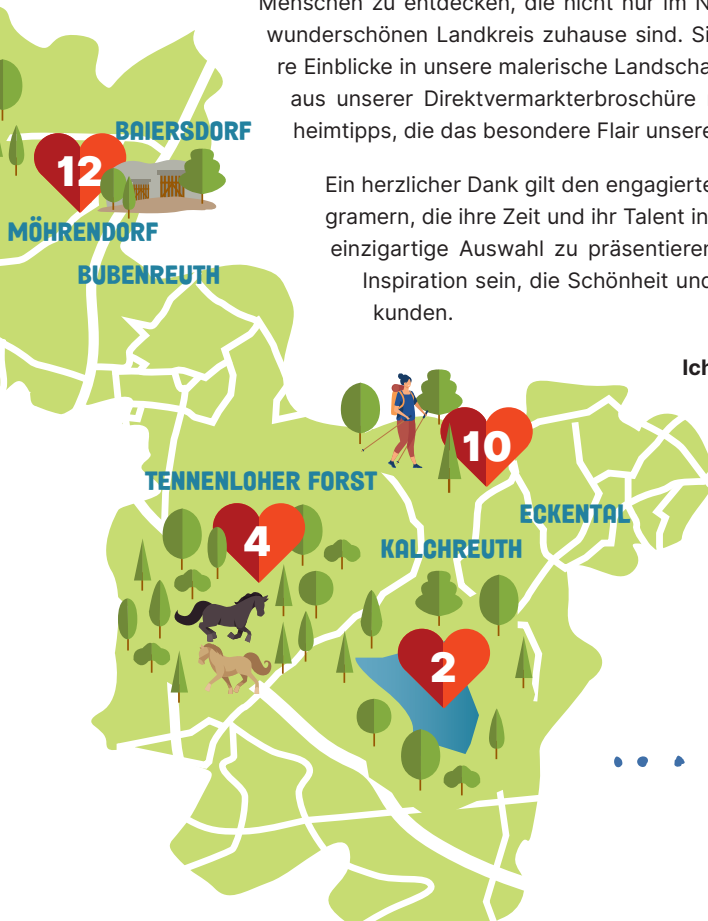 Menschen zu entdecken, die nicht nur im N
wunderschönen Landkreis zuhause sind. Si
re Einblicke in unsere malerische Landscha
aus unserer Direktvermarkterbroschüre
heimtipps, die das besondere Flair unsere
Ein herzlicher Dank gilt den engagierte
gramern, die ihre Zeit und ihr Talent in
einzigartige Auswahl zu präsentieren
Inspiration sein, die Schönheit und
kunden.
Ich
BAIERSDORF
12
MÖHRENDORF
BUBENREUTH
10
TENNENLOHER FORST
ECKENTAL
4
KALCHREUTH
2